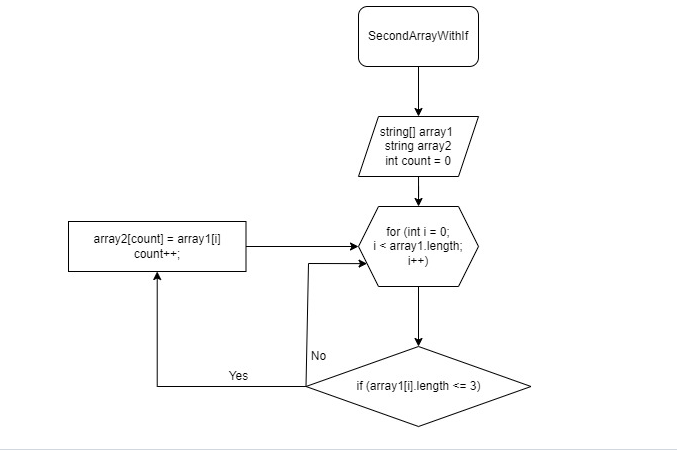 SecondArrayWithIf
string[] array1
string array2
int count = 0
for (int i = 0;
i < array1.length;
i++)
array2[count] = array1[i]
count++;
No
Yes
if (array1[i].length <= 3)